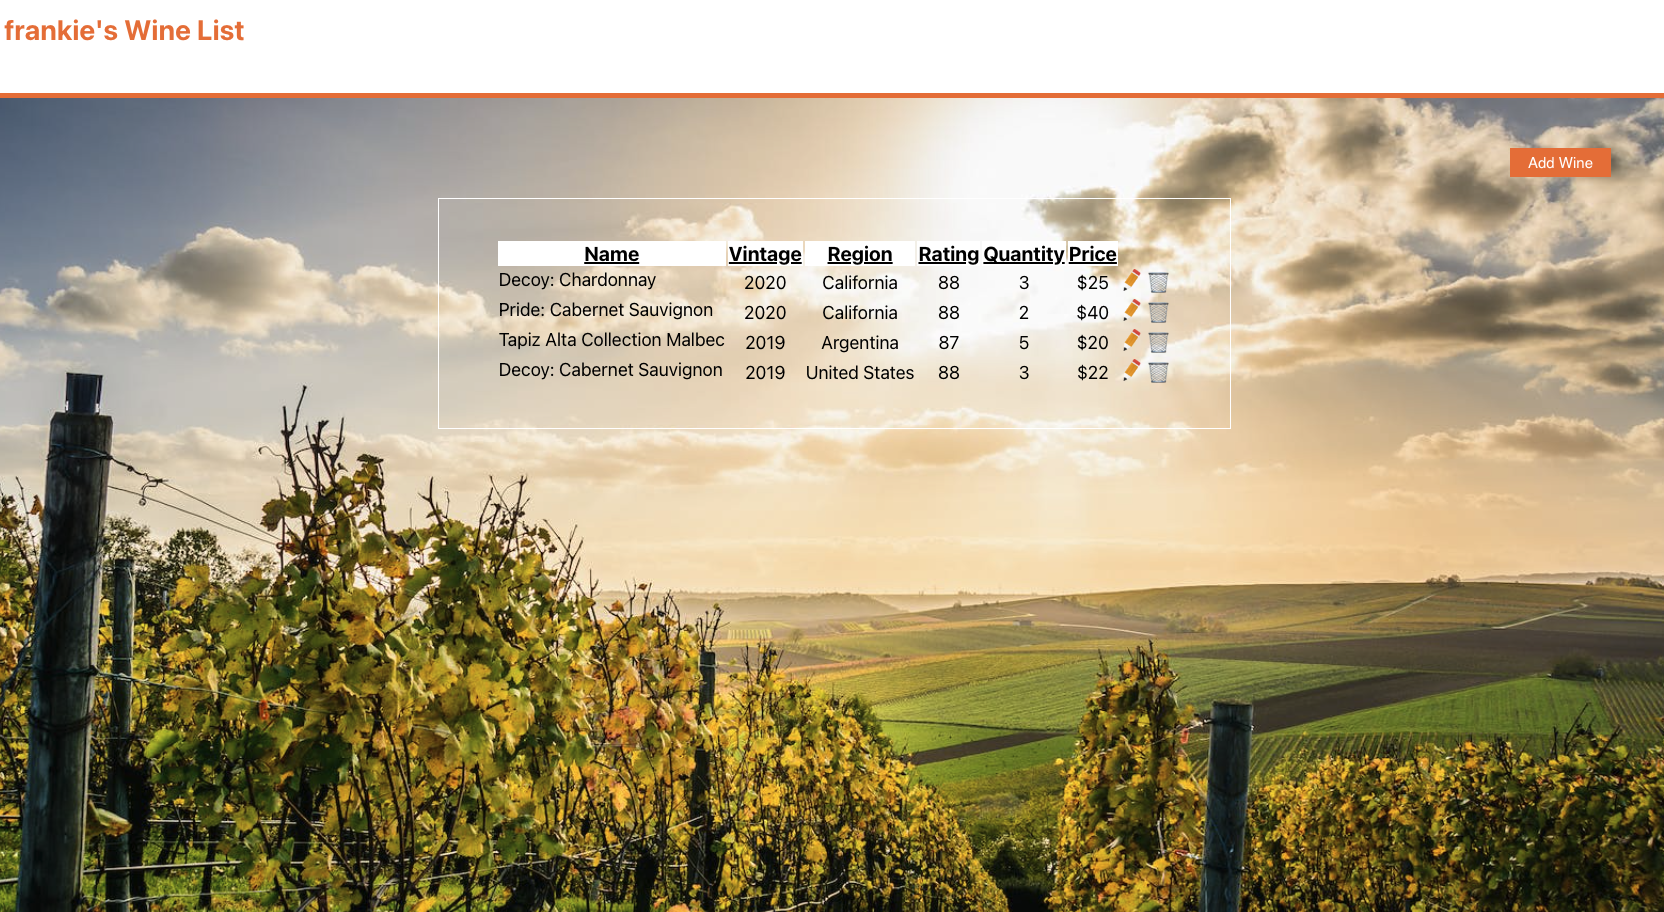 frankie's Wine List
Add Wine
Name Vintage Region Rating Quantity Price
Decoy: Chardonnay 2020 California 88 3 $25
Pride: Cabernet Sauvignon 2020 California 88 2 $40
Tapiz Alta Collection Malbec 2019 Argentina 87 5 $20
Decoy: Cabernet Sauvignon 2019 United States 88 3 $22